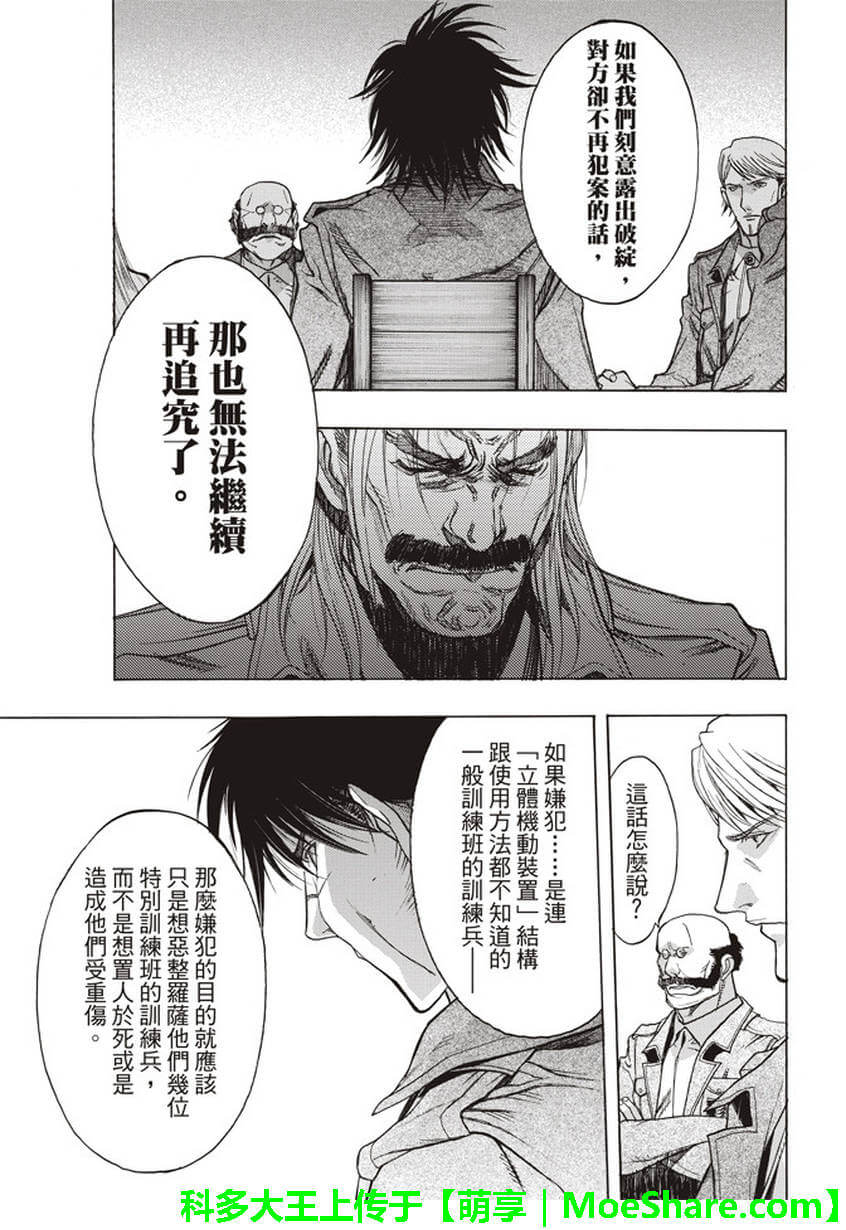 如果我們刻意露出破綻，
對方卻不再犯案的話，
那也無法繼續
再追究了。
這話怎麼說？
如果嫌犯……是連
「立體機動裝置」結構
跟使用方法都不知道的
一般訓練班的訓練兵——
那麼嫌犯的目的就應該
只是想惡整羅薩他們幾位
特別訓練班的訓練兵，
而不是想置人於死或是
造成他們受重傷。
科多大王上传于【萌享｜MoeShare.com】